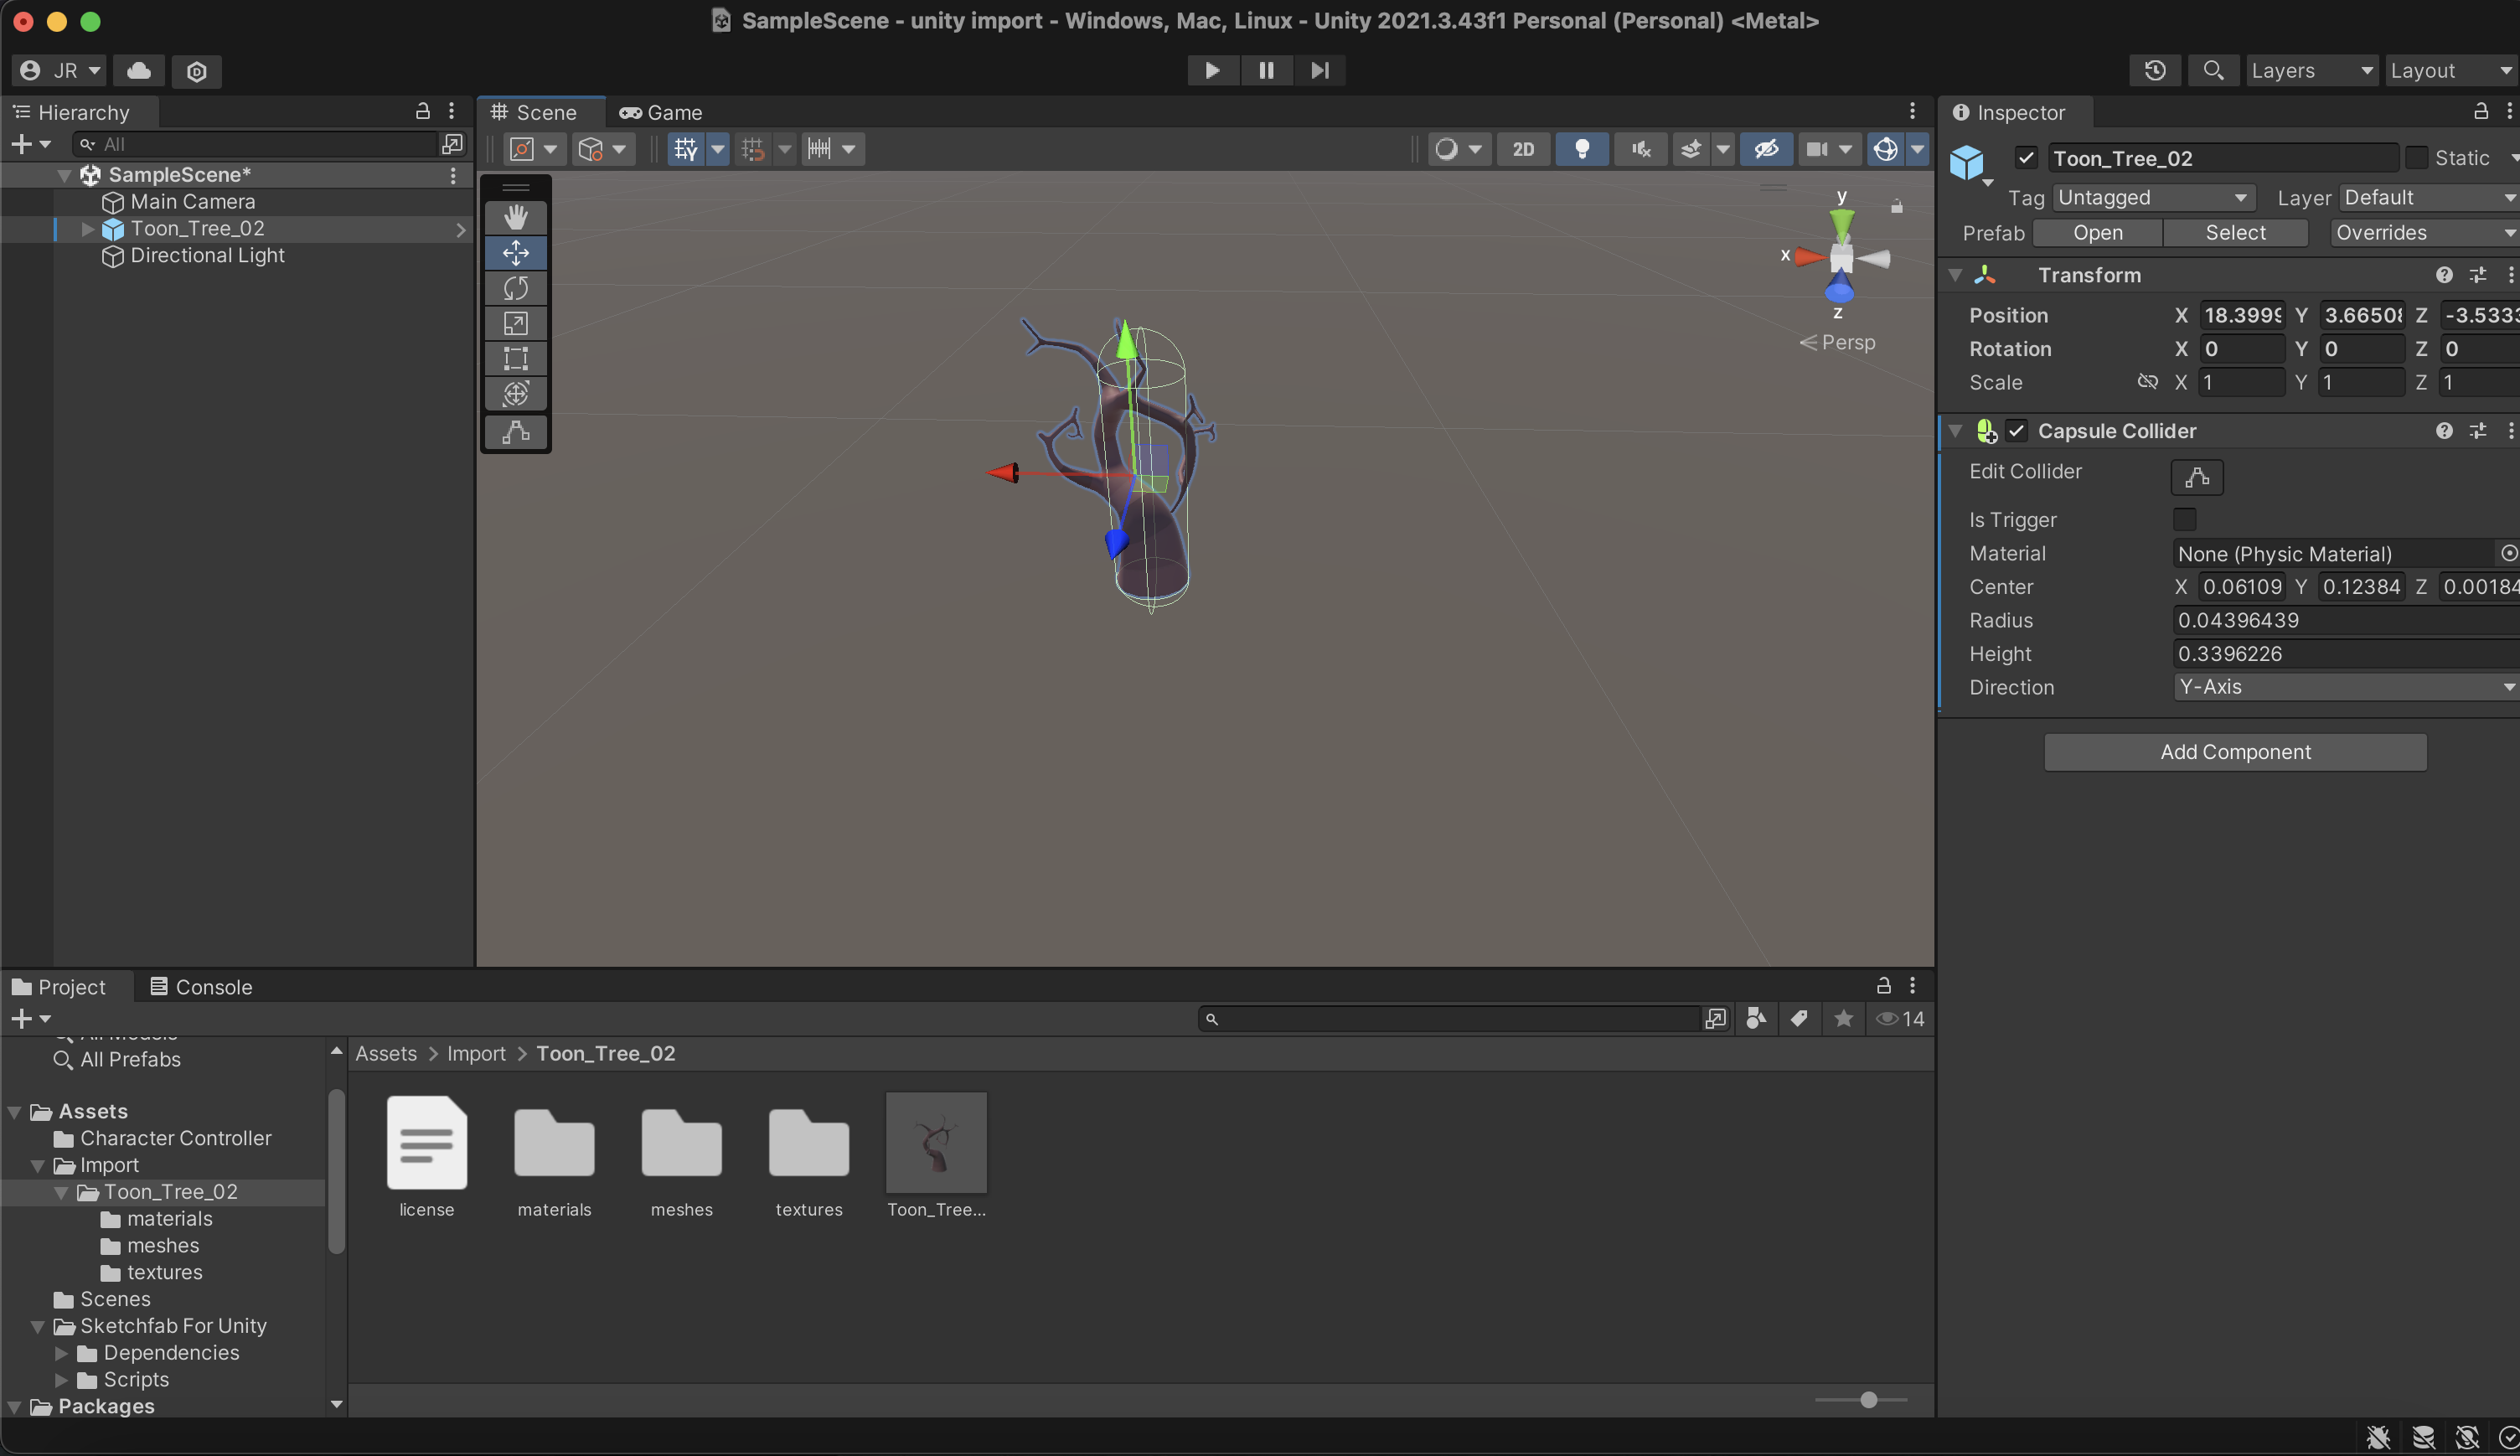 SampleScene - unity import - Windows, Mac, Linux - Unity 2021.3.43f1 Personal (Personal) <Metal>
JR
Layers
Layout
Hierarchy
All
SampleScene*
Main Camera
Toon_Tree_02
Directional Light
Scene
Game
2D
y
x
z
Persp
Inspector
Toon_Tree_02
Static
Tag Untagged
Layer Default
Prefab Open Select Overrides
Transform
Position X 18.3999 Y 3.6650 Z -3.5333
Rotation X 0 Y 0 Z 0
Scale X 1 Y 1 Z 1
Capsule Collider
Edit Collider
Is Trigger
Material None (Physic Material)
Center X 0.06109 Y 0.12384 Z 0.00184
Radius 0.04396439
Height 0.3396226
Direction Y-Axis
Add Component
Project
Console
14
All Prefabs
Assets
Character Controller
Import
Toon_Tree_02
materials
meshes
textures
Scenes
Sketchfab For Unity
Dependencies
Scripts
Packages
Assets > Import > Toon_Tree_02
license
materials
meshes
textures
Toon_Tree...